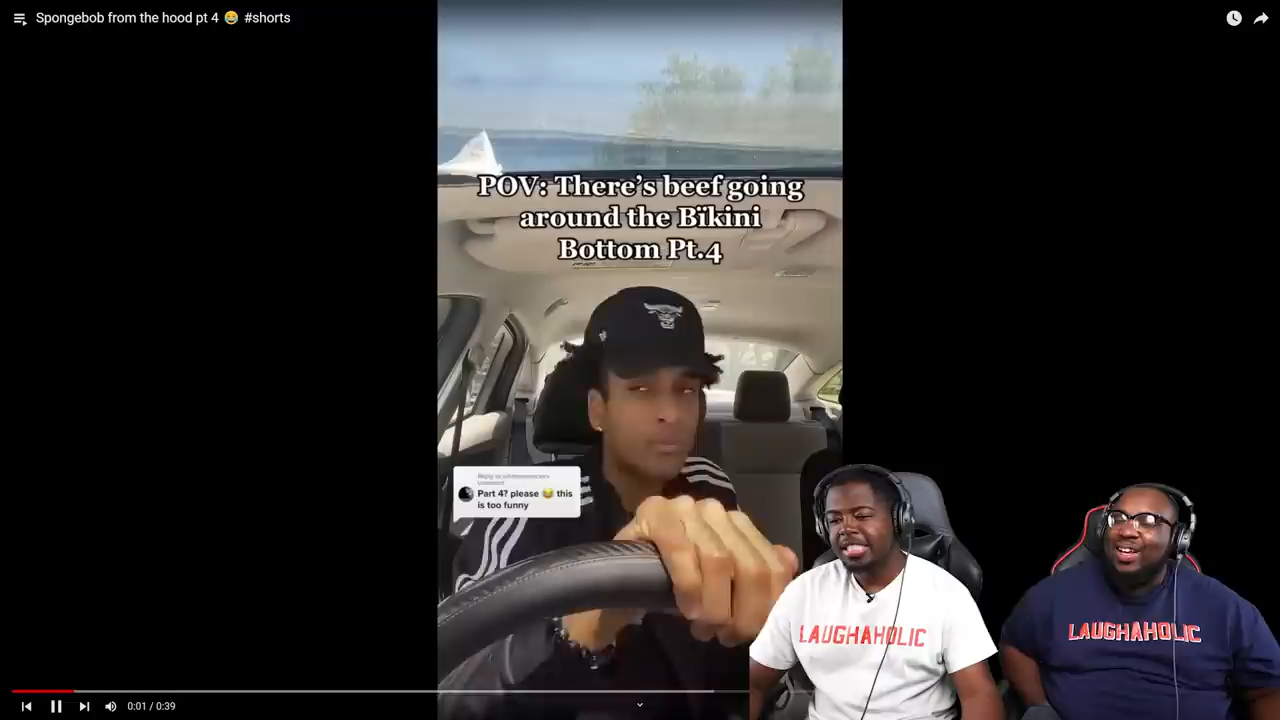 Spongebob from the hood pt 4 😂 #shorts
POV: There's beef going
around the Bïkini
Bottom Pt.4
Part 4? please 😂 this
is too funny
LAUGHAHOLIC
LAUGHAHOLIC
0:01 / 0:39